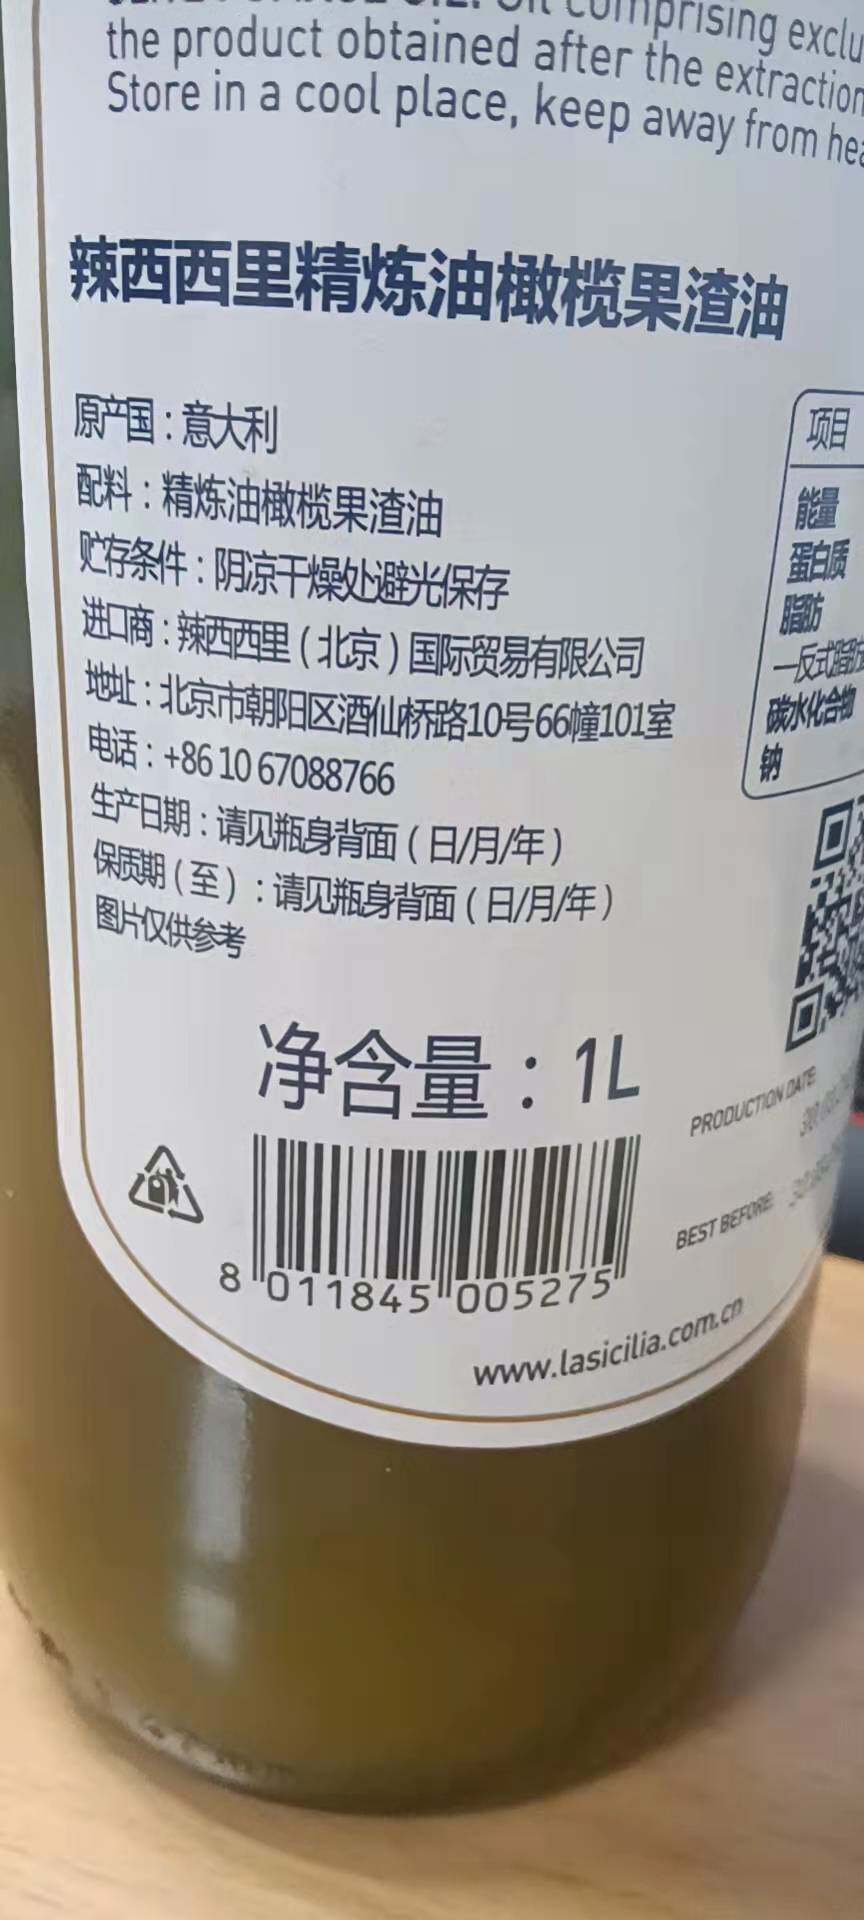 Oil comprising exclu
the product obtained after the extraction
Store in a cool place, keep away from hea
辣西西里精炼油橄榄果渣油
原产国：意大利
配料：精炼油橄榄果渣油
贮存条件：阴凉干燥处避光保存
进口商：辣西西里（北京）国际贸易有限公司
地址：北京市朝阳区酒仙桥路10号66幢101室
电话：+86 10 67088766
生产日期：请见瓶身背面（日/月/年）
保质期（至）：请见瓶身背面（日/月/年）
图片仅供参考
项目
能量
蛋白质
脂肪
—反式脂肪
碳水化合物
钠
净含量：1L
PRODUCTION DATE:
BEST BEFORE:
8 011845 005275
www.lasicilia.com.cn